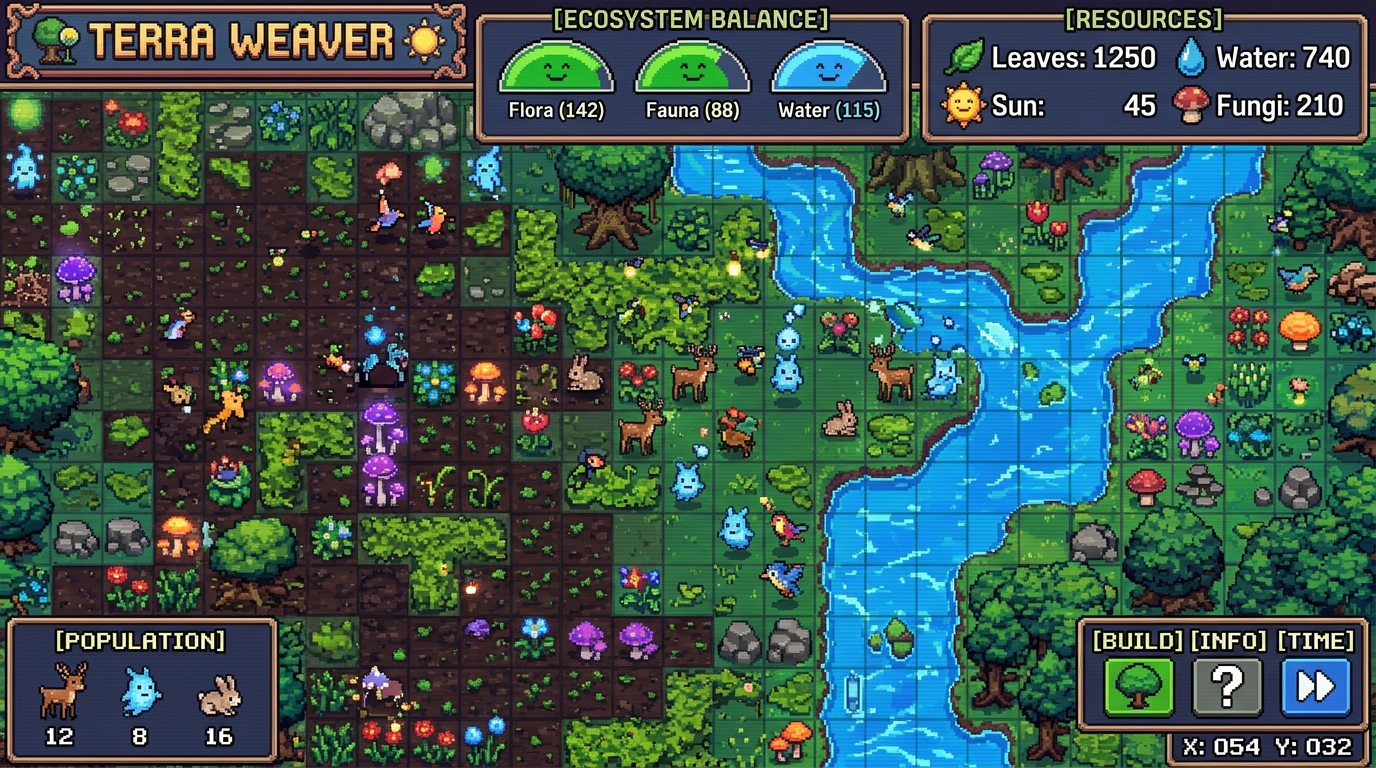 TERRA WEAVER
[ECOSYSTEM BALANCE]
Flora (142)
Fauna (88)
Water (115)
[RESOURCES]
Leaves: 1250
Water: 740
Sun: 45
Fungi: 210
[POPULATION]
12
8
16
[BUILD] [INFO] [TIME]
?
X: 054 Y: 032